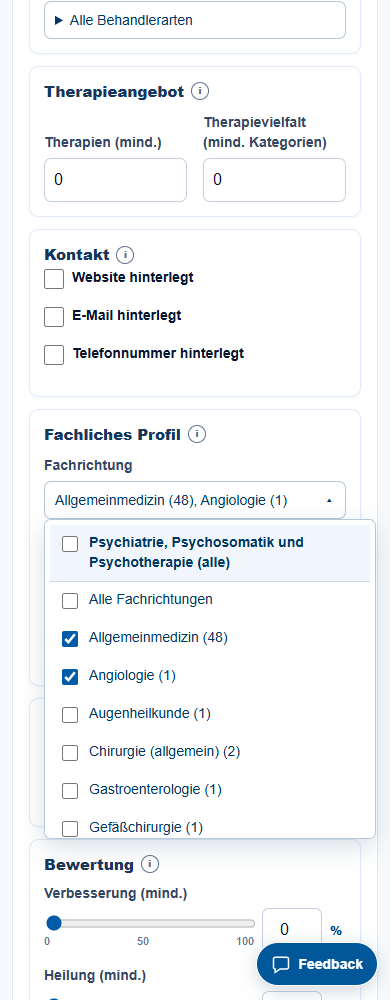 Alle Behandlerarten
Therapieangebot
Therapien (mind.)
Therapievielfalt
(mind. Kategorien)
0
0
Kontakt
Website hinterlegt
E-Mail hinterlegt
Telefonnummer hinterlegt
Fachliches Profil
Fachrichtung
Allgemeinmedizin (48), Angiologie (1)
Psychiatrie, Psychosomatik und
Psychotherapie (alle)
Alle Fachrichtungen
Allgemeinmedizin (48)
Angiologie (1)
Augenheilkunde (1)
Chirurgie (allgemein) (2)
Gastroenterologie (1)
Gefäßchirurgie (1)
Bewertung
Verbesserung (mind.)
0 %
0 50 100
Feedback
Heilung (mind.)